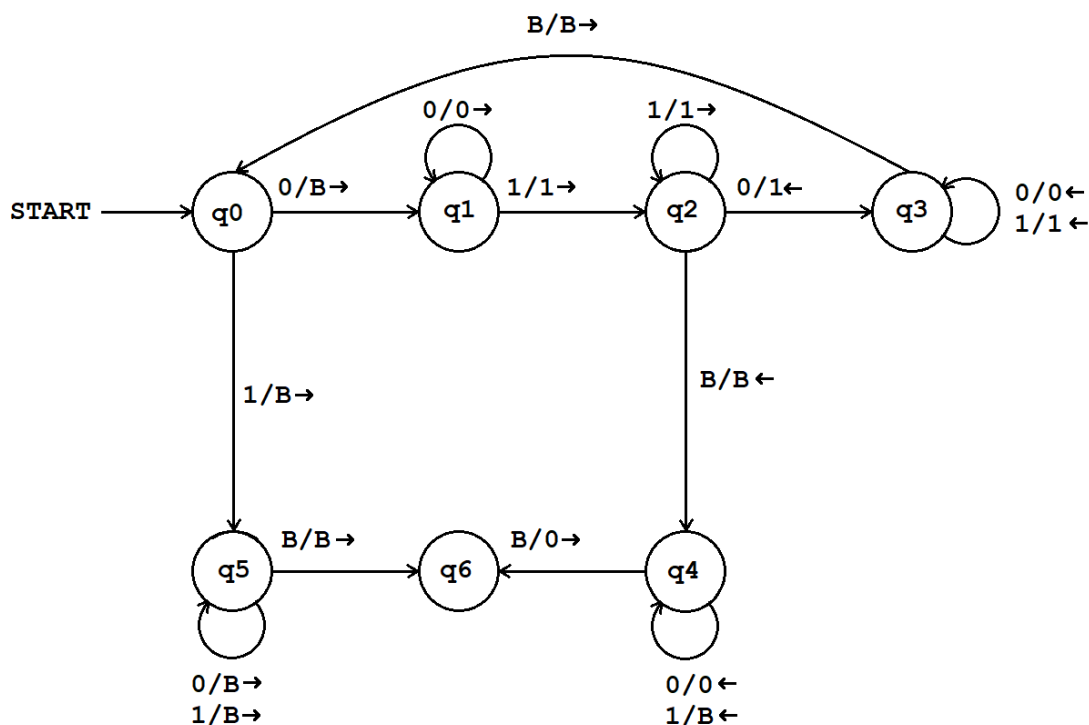 B/B→
0/0→
1/1→
START
q0
0/B→
q1
1/1→
q2
0/1←
q3
0/0←
1/1←
1/B→
B/B←
q5
B/B→
q6
B/0→
q4
0/B→
1/B→
0/0←
1/B←